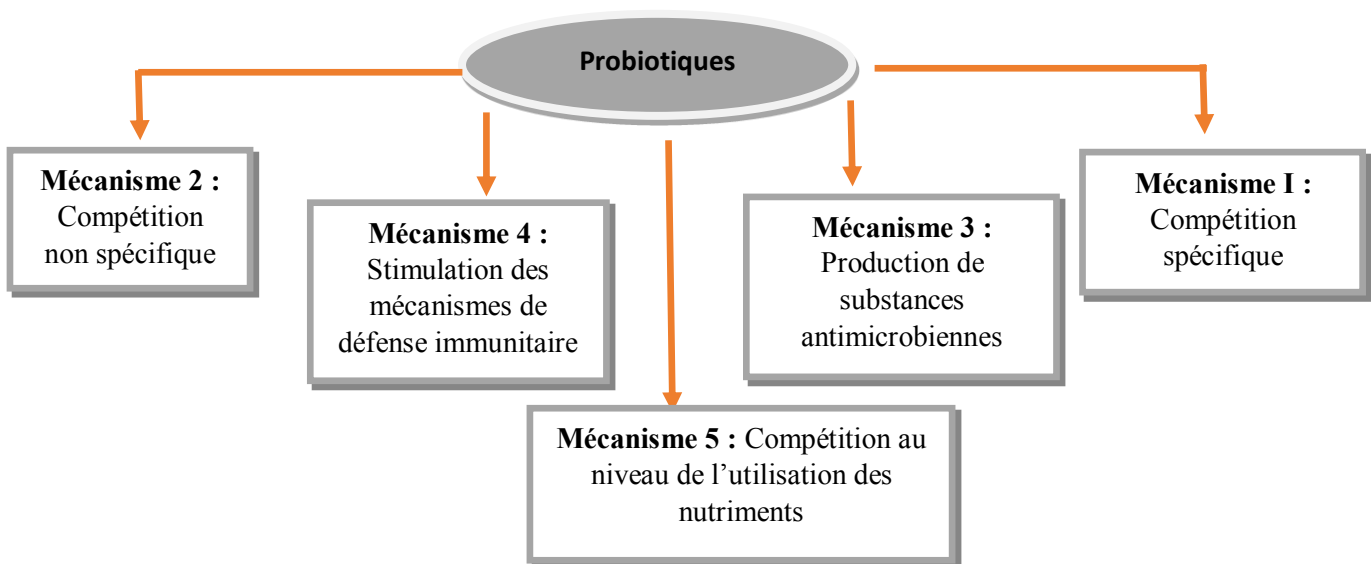 Probiotiques
Mécanisme 2 :
Compétition
non spécifique
Mécanisme 4 :
Stimulation des
mécanismes de
défense immunitaire
Mécanisme 5 : Compétition au
niveau de l’utilisation des
nutriments
Mécanisme 3 :
Production de
substances
antimicrobiennes
Mécanisme I :
Compétition
spécifique